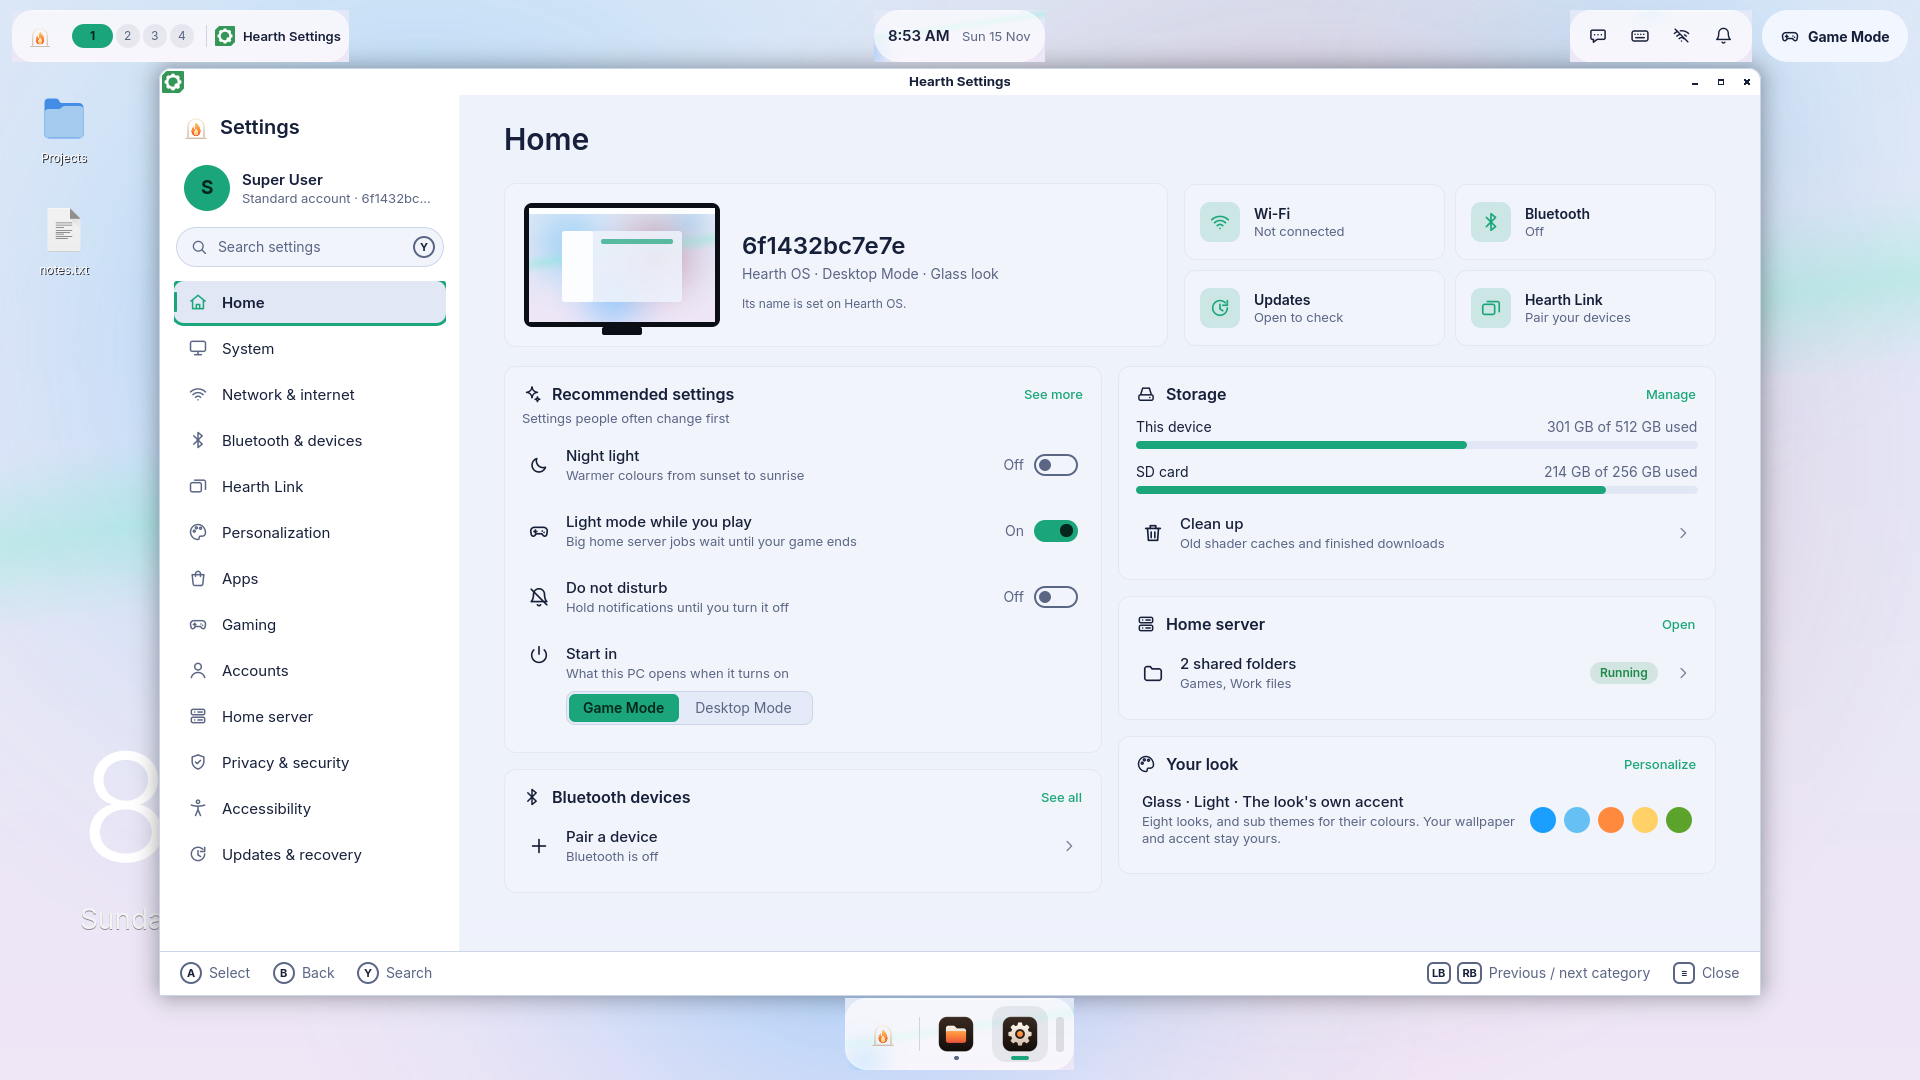 1 2 3 4 Hearth Settings
8:53 AM Sun 15 Nov
Game Mode
Projects
notes.txt
8
Sunda
Hearth Settings
Settings
S
Super User
Standard account · 6f1432bc...
Search settings Y
Home
System
Network & internet
Bluetooth & devices
Hearth Link
Personalization
Apps
Gaming
Accounts
Home server
Privacy & security
Accessibility
Updates & recovery
Home
6f1432bc7e7e
Hearth OS · Desktop Mode · Glass look
Its name is set on Hearth OS.
Wi-Fi
Not connected
Bluetooth
Off
Updates
Open to check
Hearth Link
Pair your devices
Recommended settings See more
Settings people often change first
Night light
Warmer colours from sunset to sunrise
Off
Light mode while you play
Big home server jobs wait until your game ends
On
Do not disturb
Hold notifications until you turn it off
Off
Start in
What this PC opens when it turns on
Game Mode Desktop Mode
Bluetooth devices See all
Pair a device
Bluetooth is off
Storage Manage
This device 301 GB of 512 GB used
SD card 214 GB of 256 GB used
Clean up
Old shader caches and finished downloads
Home server Open
2 shared folders
Games, Work files
Running
Your look Personalize
Glass · Light · The look's own accent
Eight looks, and sub themes for their colours. Your wallpaper
and accent stay yours.
A Select B Back Y Search
LB RB Previous / next category Close